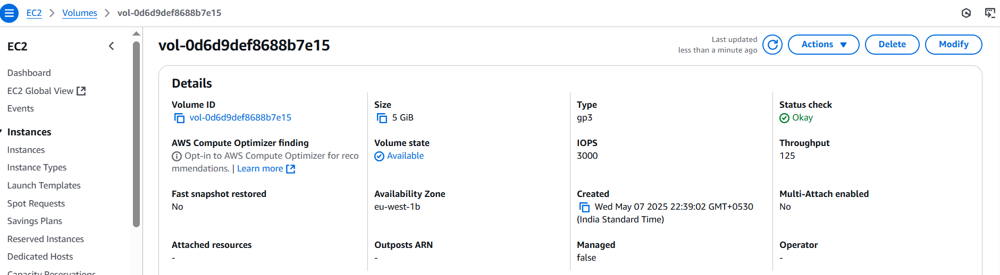 EC2 > Volumes > vol-0d6d9def8688b7e15
EC2
Dashboard
EC2 Global View
Events
Instances
Instances
Instance Types
Launch Templates
Spot Requests
Savings Plans
Reserved Instances
Dedicated Hosts
Capacity Reservations
vol-0d6d9def8688b7e15
Last updated
less than a minute ago
Actions
Delete
Modify
Details
Volume ID
vol-0d6d9def8688b7e15
Size
5 GiB
Type
gp3
Status check
Okay
AWS Compute Optimizer finding
Opt-in to AWS Compute Optimizer for reco
mmendations. | Learn more
Volume state
Available
IOPS
3000
Throughput
125
Fast snapshot restored
No
Availability Zone
eu-west-1b
Created
Wed May 07 2025 22:39:02 GMT+0530
(India Standard Time)
Multi-Attach enabled
No
Attached resources
-
Outposts ARN
-
Managed
false
Operator
-